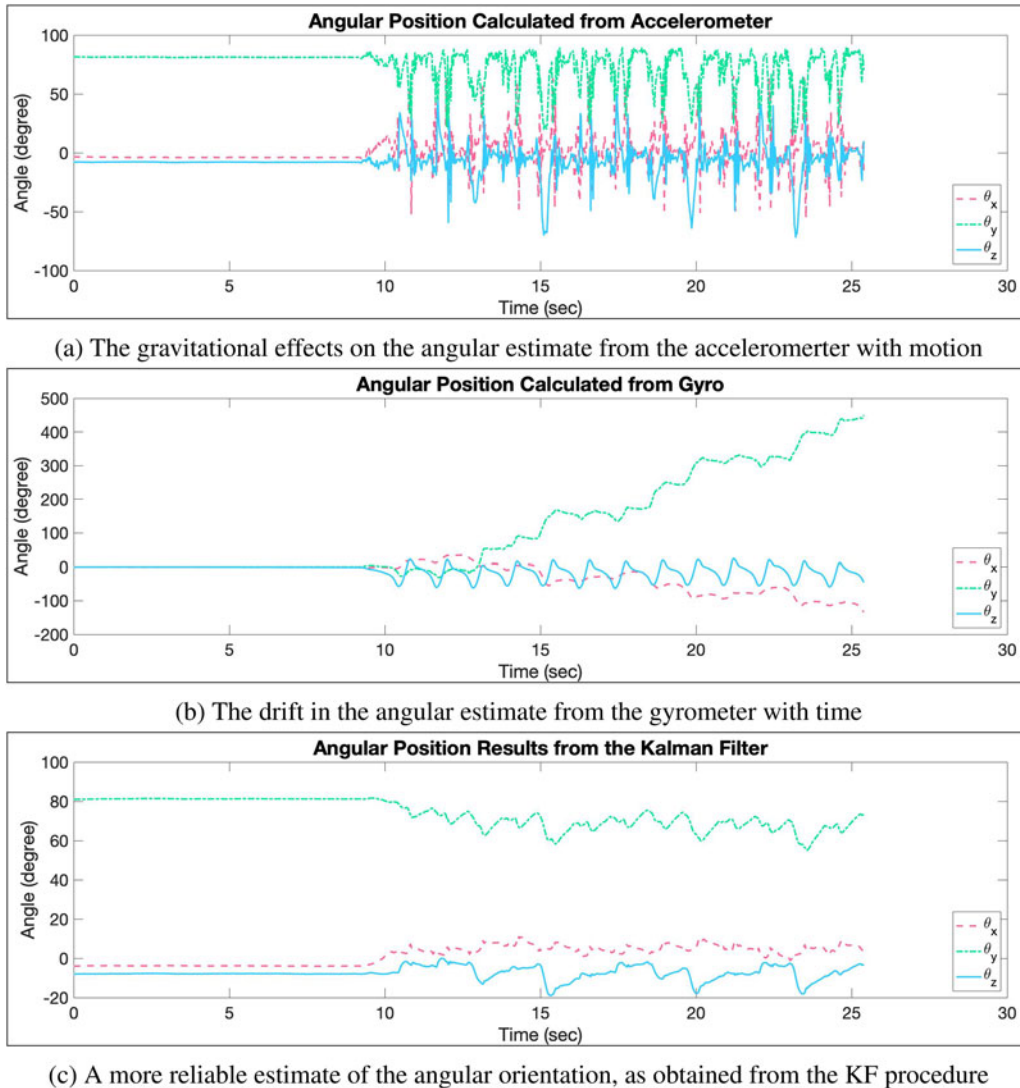 Angular Position Calculated from Accelerometer
100
50
0
-50
-100
Angle (degree)
θx
θy
θz
0 5 10 15 20 25 30
Time (sec)
(a) The gravitational effects on the angular estimate from the acceleromerter with motion
Angular Position Calculated from Gyro
500
400
300
200
100
0
-100
-200
Angle (degree)
θx
θy
θz
0 5 10 15 20 25 30
Time (sec)
(b) The drift in the angular estimate from the gyrometer with time
Angular Position Results from the Kalman Filter
100
80
60
40
20
0
-20
Angle (degree)
θx
θy
θz
0 5 10 15 20 25 30
Time (sec)
(c) A more reliable estimate of the angular orientation, as obtained from the KF procedure